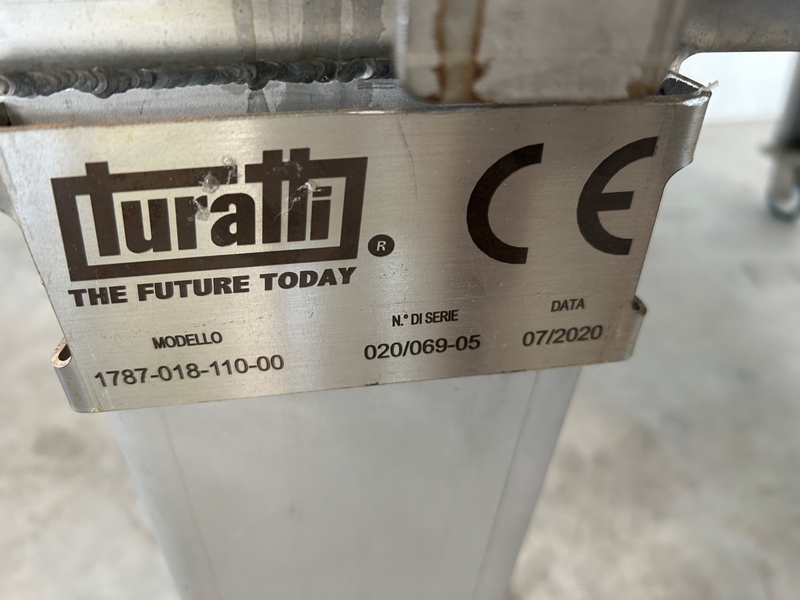 turatti ®
CE
THE FUTURE TODAY
MODELLO
N.° DI SERIE
DATA
1787-018-110-00
020/069-05
07/2020